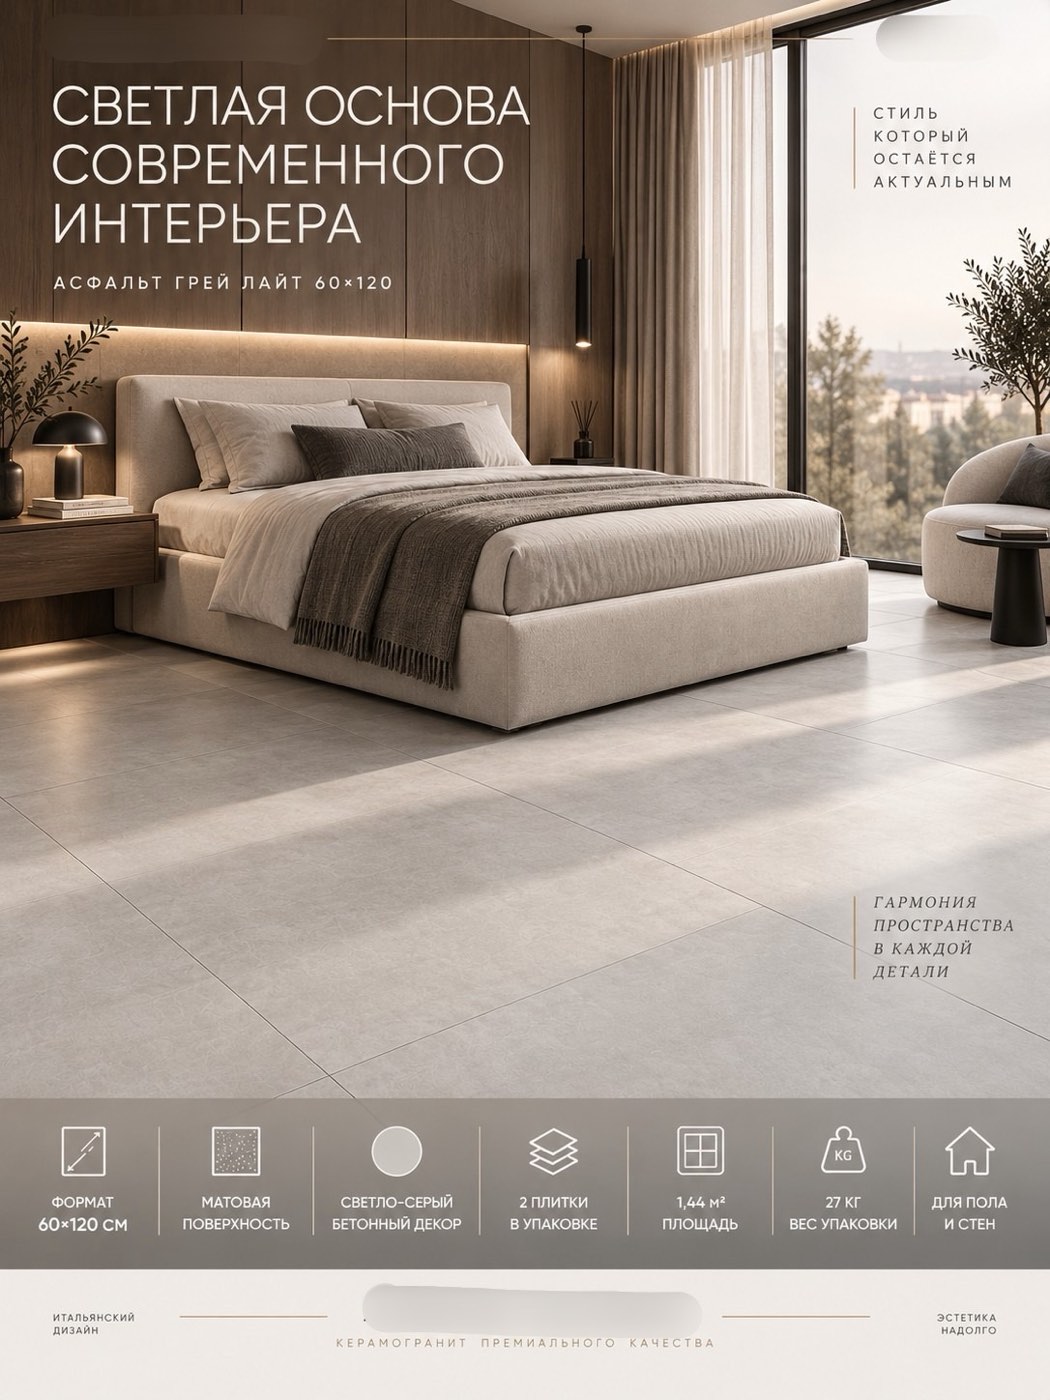 СВЕТЛАЯ ОСНОВА
СОВРЕМЕННОГО
ИНТЕРЬЕРА
АСФАЛЬТ ГРЕЙ ЛАЙТ 60×120
СТИЛЬ
КОТОРЫЙ
ОСТАЁТСЯ
АКТУАЛЬНЫМ
ГАРМОНИЯ
ПРОСТРАНСТВА
В КАЖДОЙ
ДЕТАЛИ
ФОРМАТ
60×120 СМ
МАТОВАЯ
ПОВЕРХНОСТЬ
СВЕТЛО-СЕРЫЙ
БЕТОННЫЙ ДЕКОР
2 ПЛИТКИ
В УПАКОВКЕ
1,44 м²
ПЛОЩАДЬ
KG
27 КГ
ВЕС УПАКОВКИ
ДЛЯ ПОЛА
И СТЕН
ИТАЛЬЯНСКИЙ
ДИЗАЙН
КЕРАМОГРАНИТ ПРЕМИАЛЬНОГО КАЧЕСТВА
ЭСТЕТИКА
НАДОЛГО